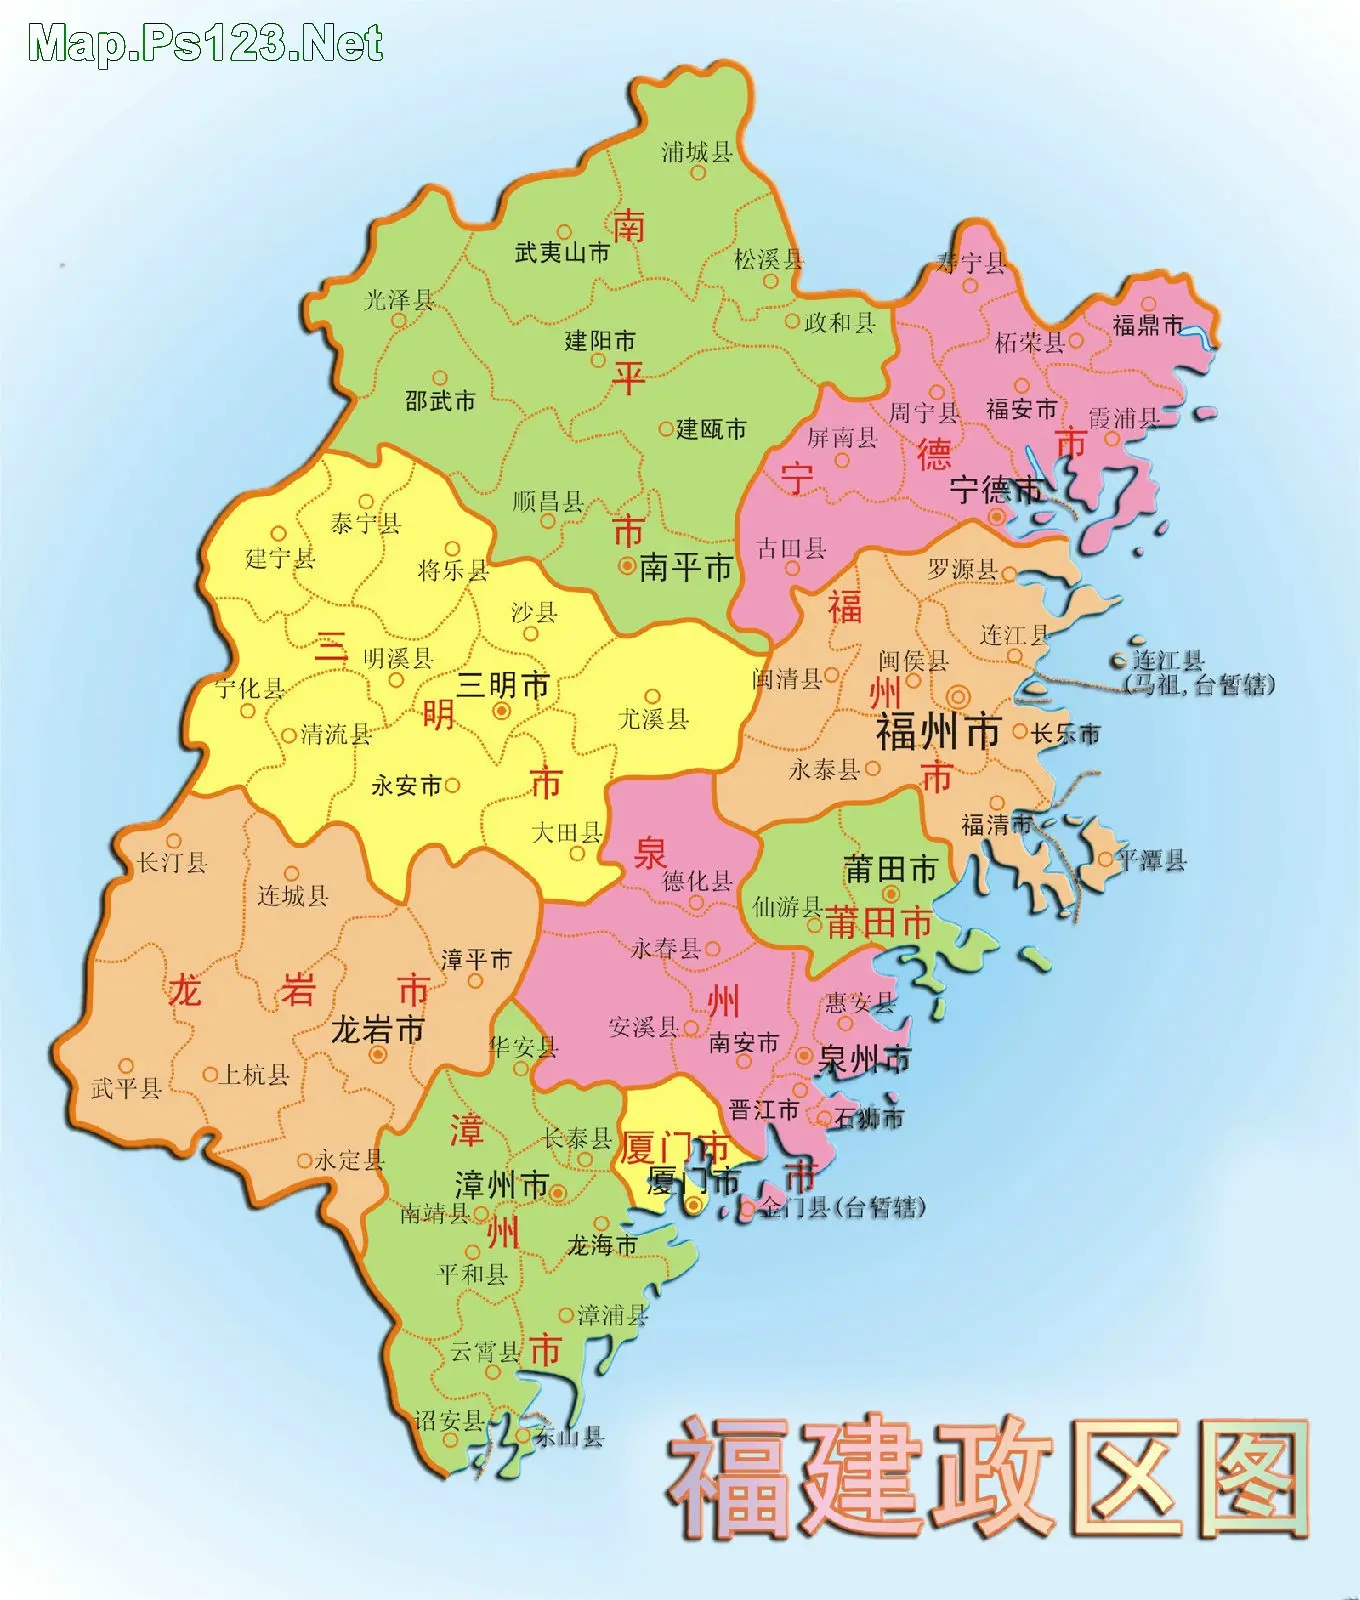 Map.Ps123.Net
浦城县
南
武夷山市
松溪县
寿宁县
光泽县
政和县
福鼎市
建阳市
柘荣县
平
邵武市
周宁县
福安市
霞浦县
建瓯市
屏南县
市
德
宁
宁德市
顺昌县
泰宁县
市
古田县
建宁县
将乐县
南平市
罗源县
福
沙县
连江县
三
明溪县
闽侯县
连江县
(马祖,台暂辖)
宁化县
三明市
闽清县
州
明
尤溪县
福州市
长乐市
清流县
永安市
市
永泰县
市
大田县
福清市
泉
长汀县
平潭县
莆田市
连城县
德化县
仙游县
莆田市
永春县
漳平市
龙
岩
市
州
惠安县
龙岩市
安溪县
南安市
华安县
泉州市
武平县
上杭县
晋江市
石狮市
漳
长泰县
厦门市
永定县
漳州市
厦门市
市
金门县(台暂辖)
南靖县
州
龙海市
平和县
漳浦县
云霄县
市
诏安县
东山县
福建政区图